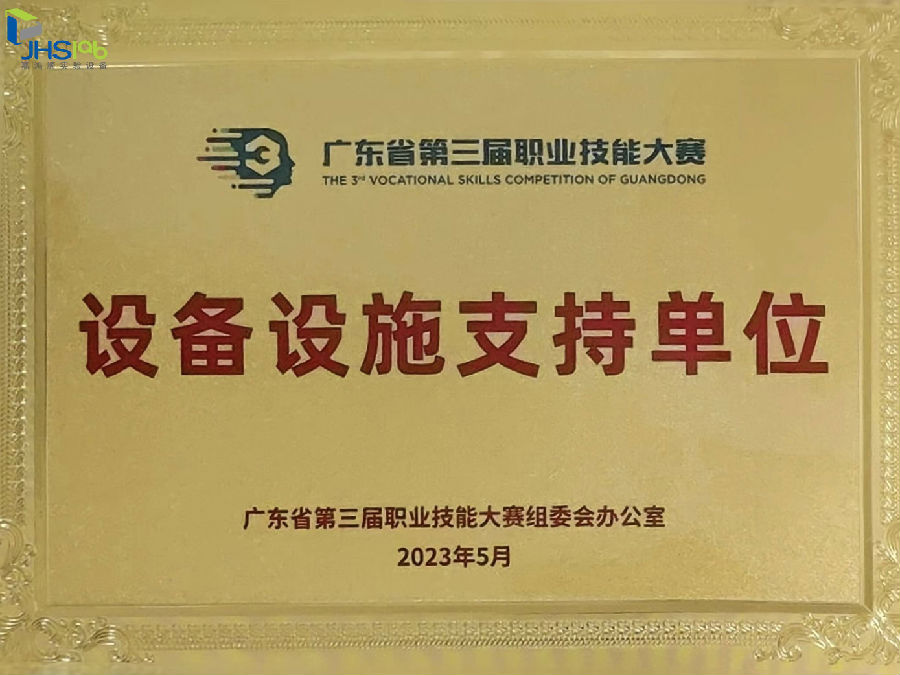 JHSlab
广东省第三届职业技能大赛
THE 3rd VOCATIONAL SKILLS COMPETITION OF GUANGDONG
设备设施支持单位
广东省第三届职业技能大赛组委会办公室
2023年5月